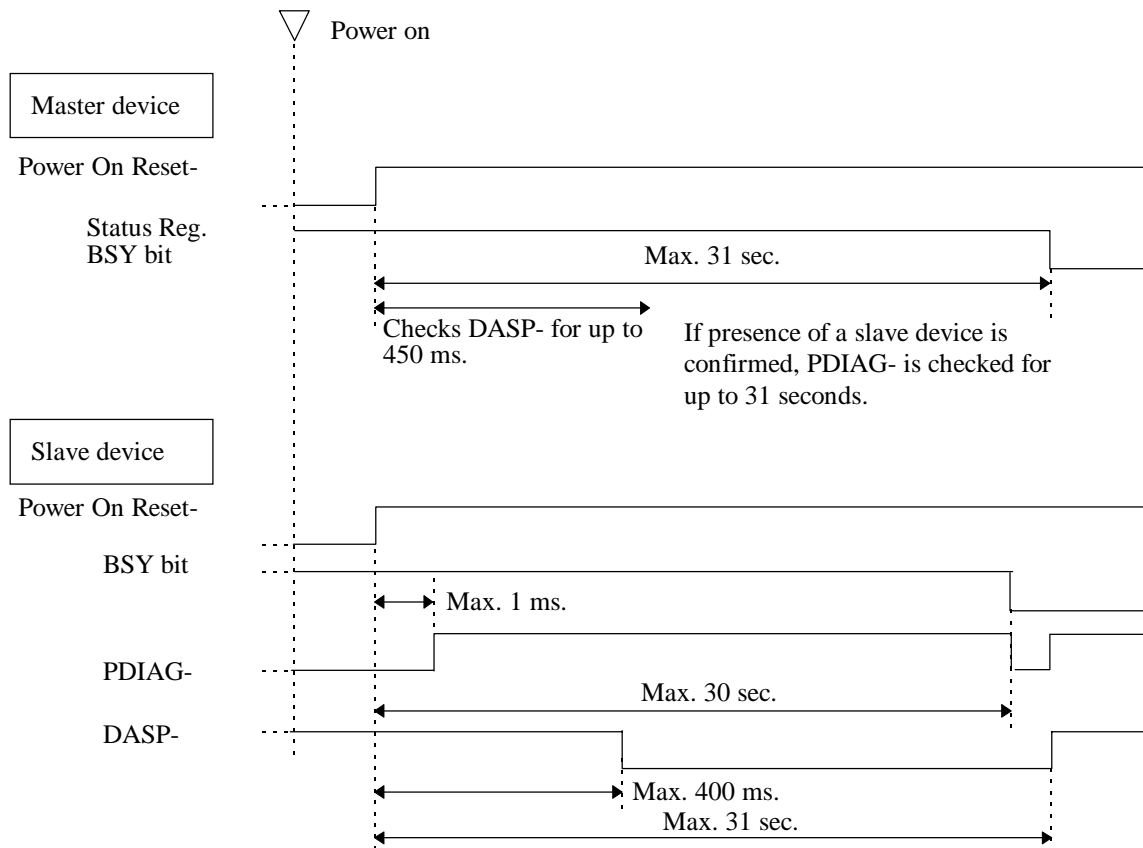 Power on
Master device
Power On Reset-
Status Reg.
BSY bit
Max. 31 sec.
Checks DASP- for up to
450 ms.
If presence of a slave device is
confirmed, PDIAG- is checked for
up to 31 seconds.
Slave device
Power On Reset-
BSY bit
Max. 1 ms.
PDIAG-
Max. 30 sec.
DASP-
Max. 400 ms.
Max. 31 sec.